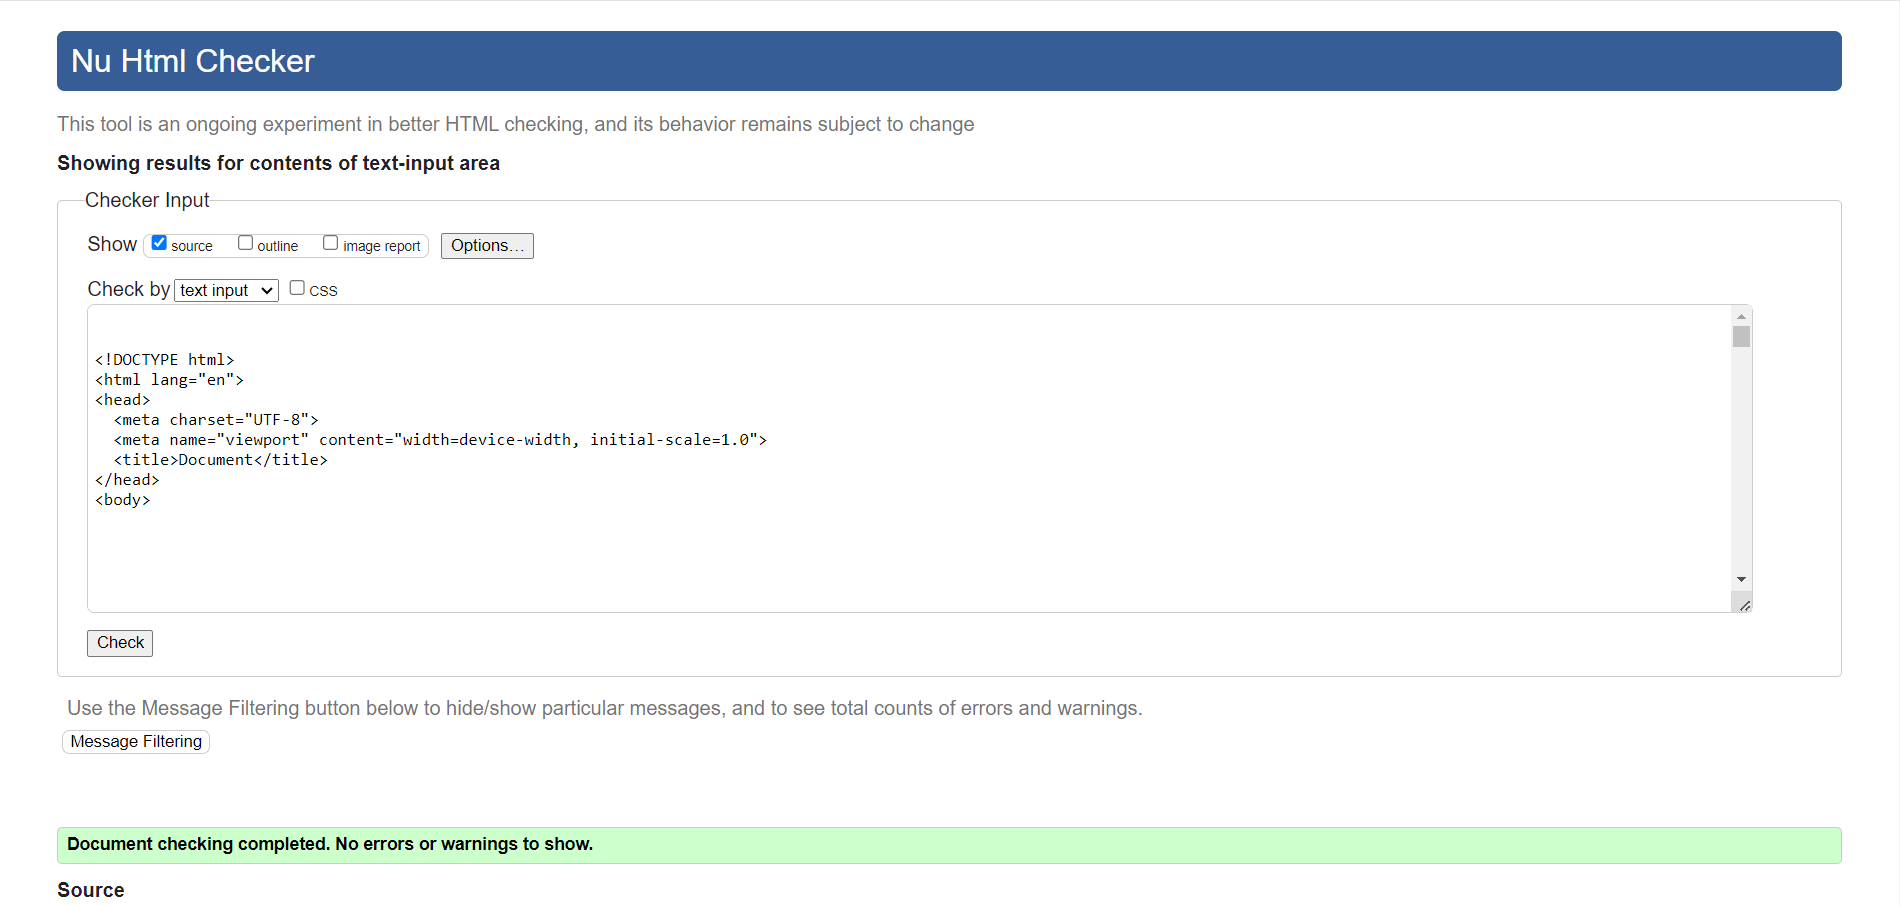 Nu Html Checker
This tool is an ongoing experiment in better HTML checking, and its behavior remains subject to change
Showing results for contents of text-input area
Checker Input
Show source outline image report Options...
Check by text input CSS
<!DOCTYPE html>
<html lang="en">
<head>
  <meta charset="UTF-8">
  <meta name="viewport" content="width=device-width, initial-scale=1.0">
  <title>Document</title>
</head>
<body>
Check
Use the Message Filtering button below to hide/show particular messages, and to see total counts of errors and warnings.
Message Filtering
Document checking completed. No errors or warnings to show.
Source